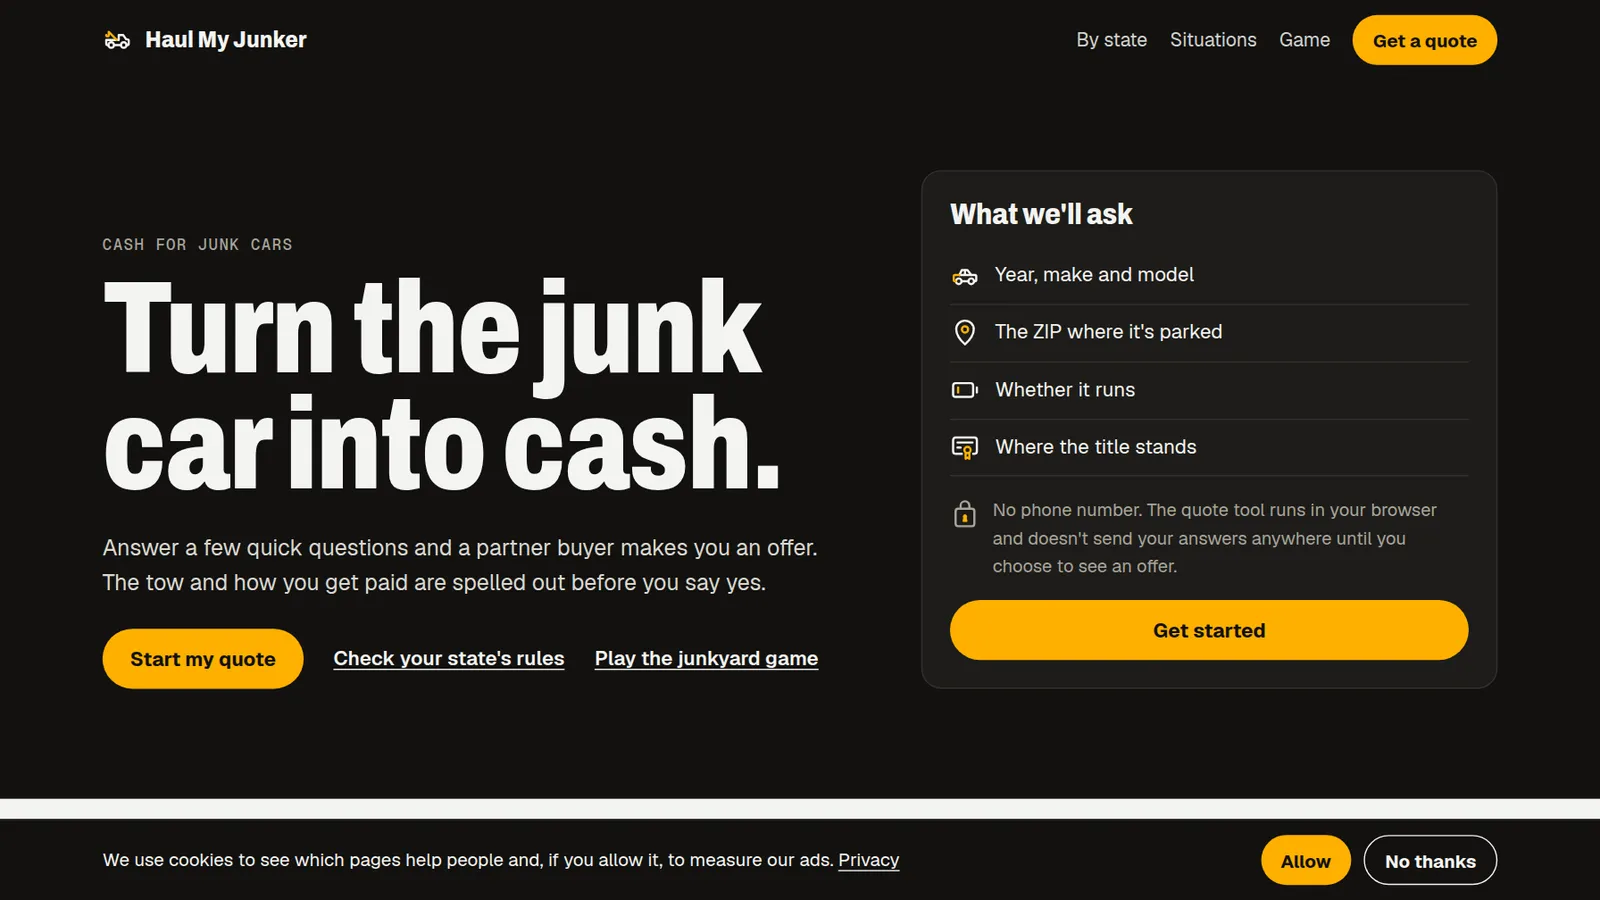 Haul My Junker
By state
Situations
Game
Get a quote
CASH FOR JUNK CARS
Turn the junk
car into cash.
Answer a few quick questions and a partner buyer makes you an offer.
The tow and how you get paid are spelled out before you say yes.
Start my quote
Check your state's rules
Play the junkyard game
What we'll ask
Year, make and model
The ZIP where it's parked
Whether it runs
Where the title stands
No phone number. The quote tool runs in your browser
and doesn't send your answers anywhere until you
choose to see an offer.
Get started
We use cookies to see which pages help people and, if you allow it, to measure our ads. Privacy
Allow
No thanks